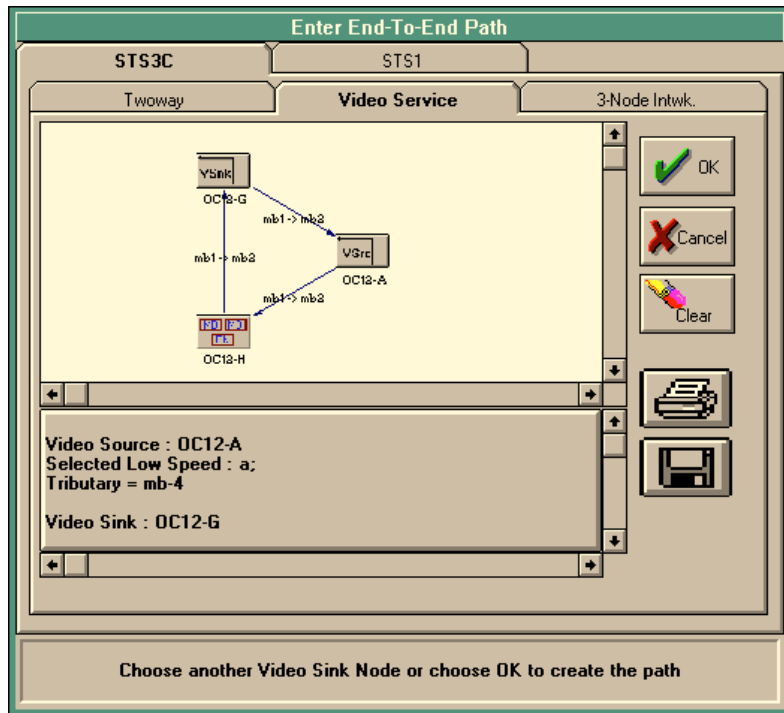 Enter End-To-End Path
STS3C
STS1
Twoway
Video Service
3-Node Intwk.
VSnk
OC12-G
mb1->mb2
VSrc
mb1->mb2
OC12-A
mb1->mb2
OC12-H
OK
Cancel
Clear
Video Source : OC12-A
Selected Low Speed : a;
Tributary = mb-4
Video Sink : OC12-G
Choose another Video Sink Node or choose OK to create the path